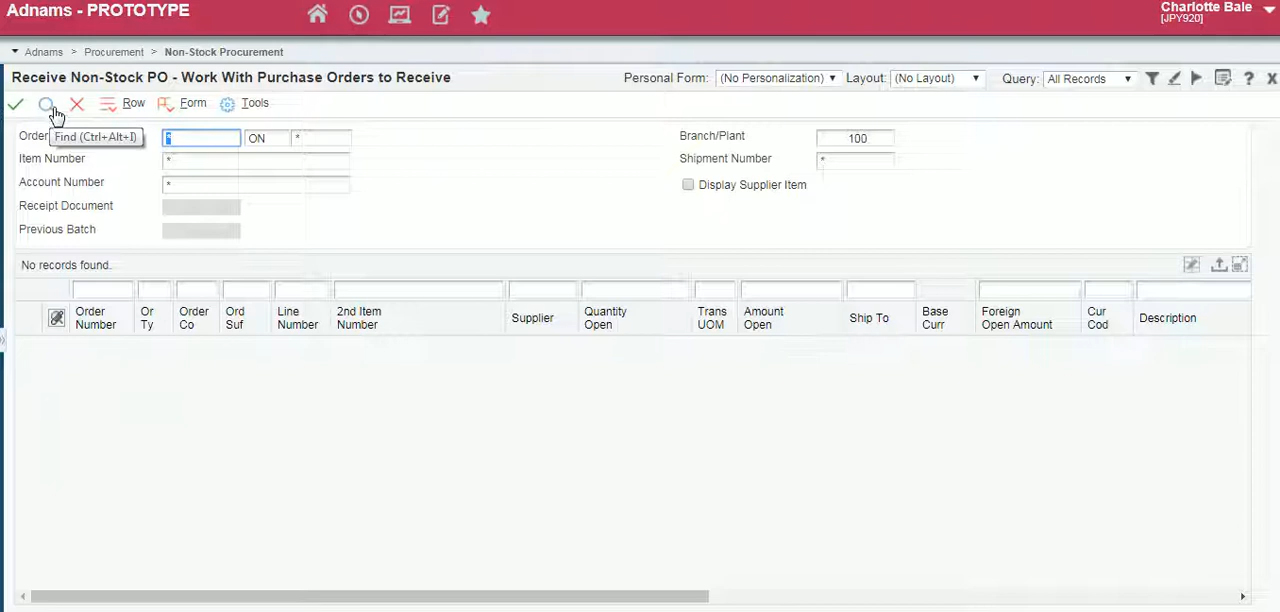 Adnams - PROTOTYPE
Charlotte Bale
[JPY920]
Adnams > Procurement > Non-Stock Procurement
Receive Non-Stock PO - Work With Purchase Orders to Receive
Personal Form: (No Personalization) Layout: (No Layout) Query: All Records
Row Form Tools
Find (Ctrl+Alt+I)
Order * ON *
Branch/Plant 100
Item Number *
Shipment Number *
Account Number *
Display Supplier Item
Receipt Document
Previous Batch
No records found.
Order Number
Or Ty
Order Co
Ord Suf
Line Number
2nd Item Number
Supplier
Quantity Open
Trans UOM
Amount Open
Ship To
Base Curr
Foreign Open Amount
Cur Cod
Description